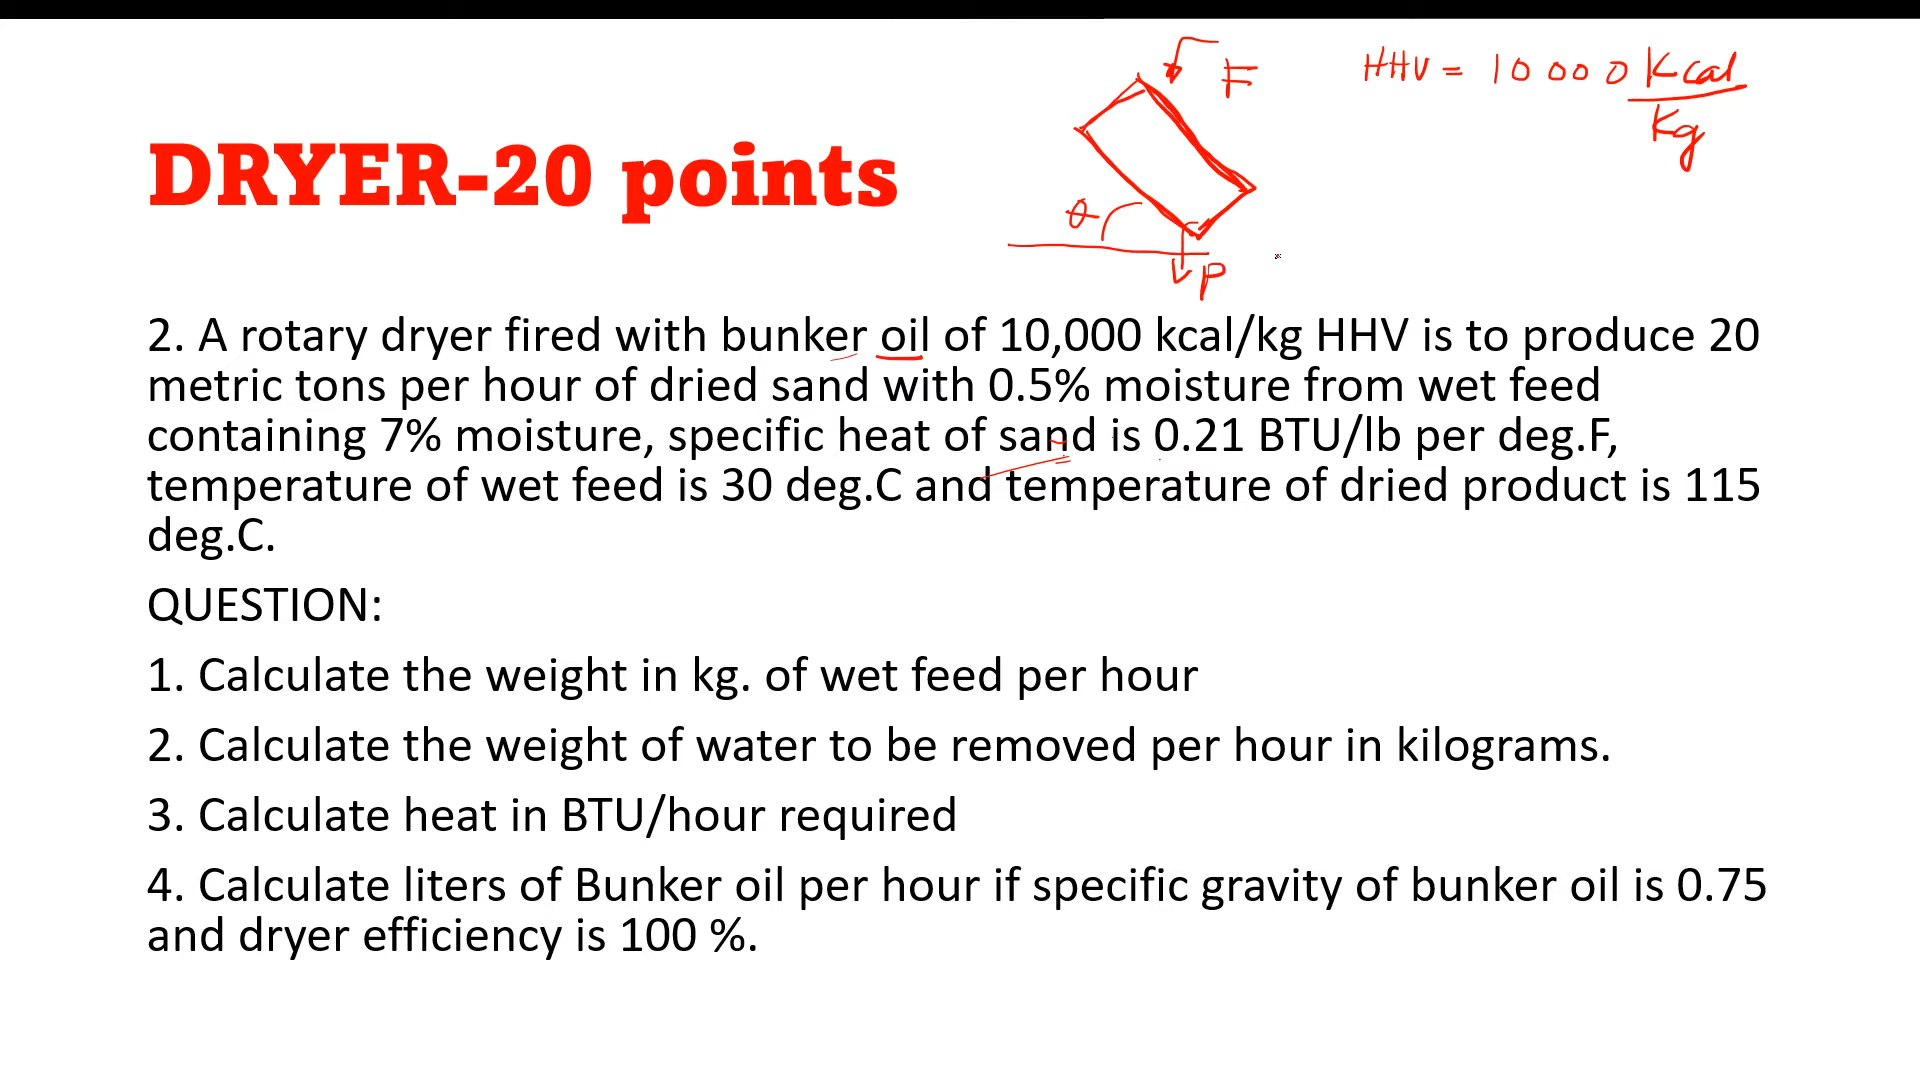 F
HHV = 10 000 Kcal
Kg
DRYER-20 points
θ
P
2. A rotary dryer fired with bunker oil of 10,000 kcal/kg HHV is to produce 20
metric tons per hour of dried sand with 0.5% moisture from wet feed
containing 7% moisture, specific heat of sand is 0.21 BTU/lb per deg.F,
temperature of wet feed is 30 deg.C and temperature of dried product is 115
deg.C.
QUESTION:
1. Calculate the weight in kg. of wet feed per hour
2. Calculate the weight of water to be removed per hour in kilograms.
3. Calculate heat in BTU/hour required
4. Calculate liters of Bunker oil per hour if specific gravity of bunker oil is 0.75
and dryer efficiency is 100 %.